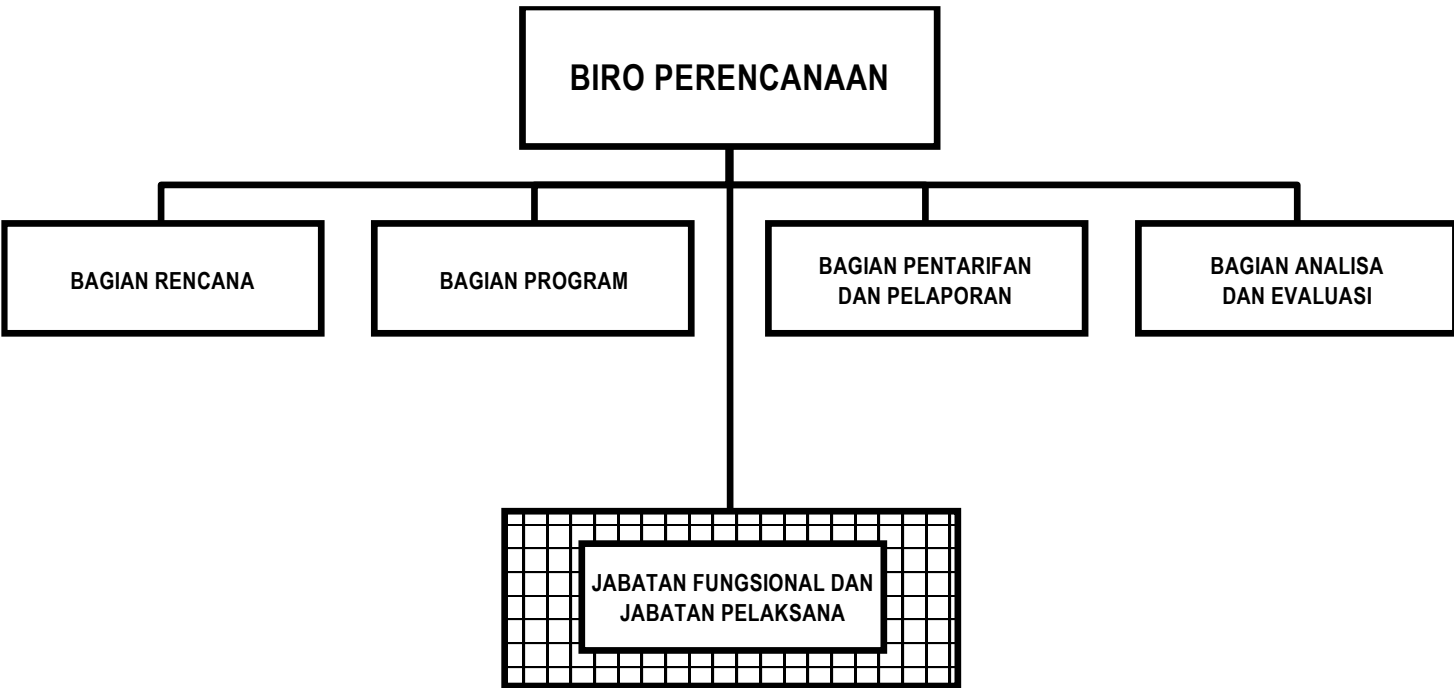 BIRO PERENCANAAN
BAGIAN RENCANA
BAGIAN PROGRAM
BAGIAN PENTARIFAN
DAN PELAPORAN
BAGIAN ANALISA
DAN EVALUASI
JABATAN FUNGSIONAL DAN
JABATAN PELAKSANA